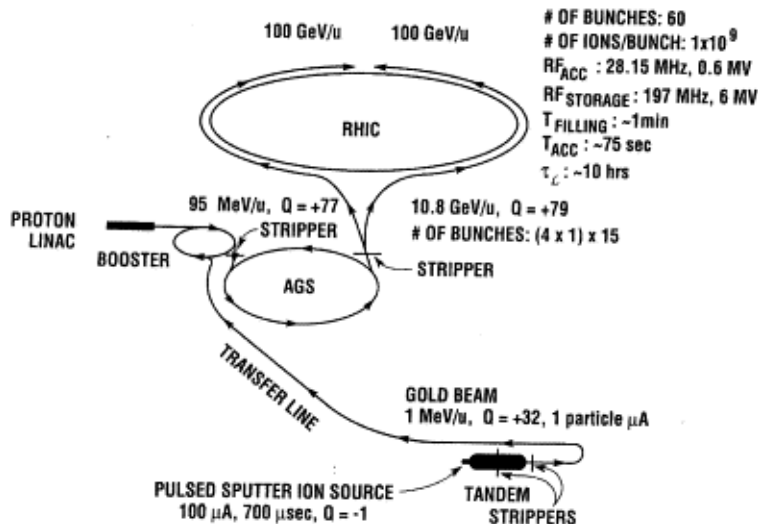 100 GeV/u
100 GeV/u
# OF BUNCHES: 60
# OF IONS/BUNCH: 1x10⁹
RF_ACC : 28.15 MHz, 0.6 MV
RF_STORAGE : 197 MHz, 6 MV
T_FILLING : ~1min
T_ACC : ~75 sec
τ_ℒ : ~10 hrs
RHIC
95 MeV/u, Q = +77
10.8 GeV/u, Q = +79
# OF BUNCHES: (4 x 1) x 15
PROTON
LINAC
STRIPPER
BOOSTER
STRIPPER
AGS
TRANSFER LINE
GOLD BEAM
1 MeV/u, Q = +32, 1 particle μA
PULSED SPUTTER ION SOURCE
100 μA, 700 μsec, Q = -1
TANDEM
STRIPPERS